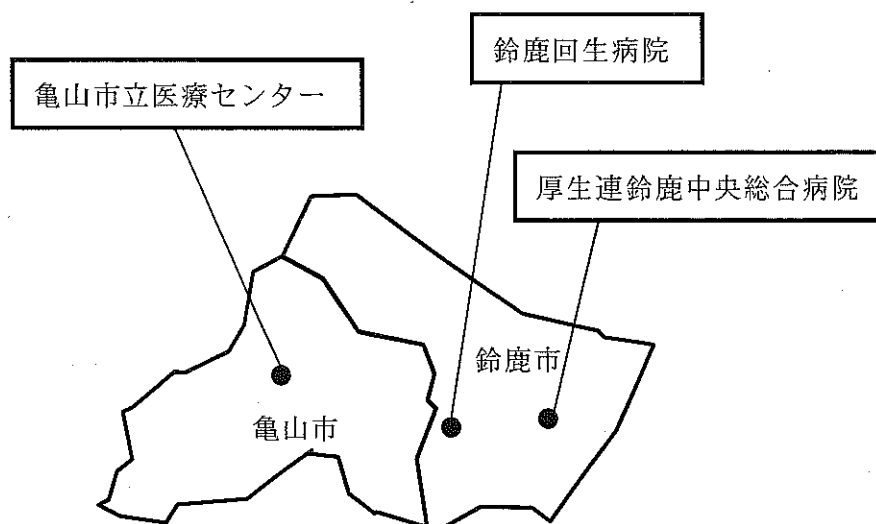 鈴鹿回生病院
亀山市立医療センター
厚生連鈴鹿中央総合病院
鈴鹿市
亀山市